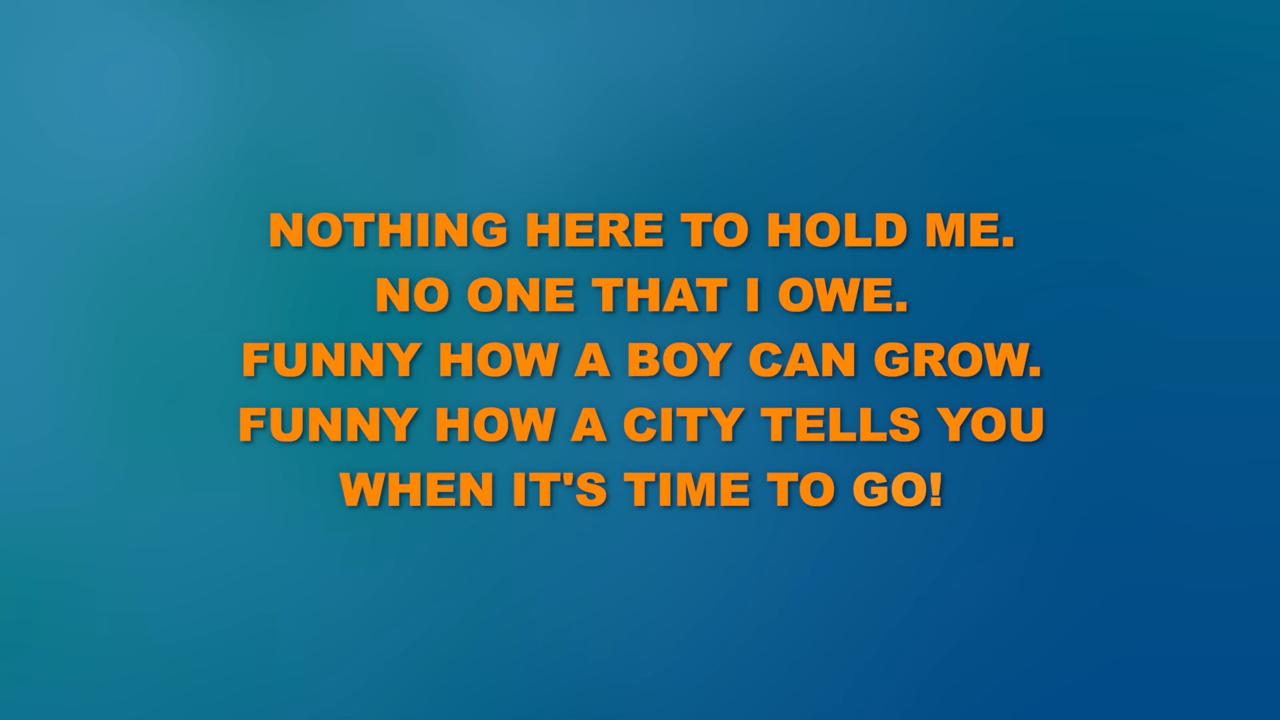 NOTHING HERE TO HOLD ME.
NO ONE THAT I OWE.
FUNNY HOW A BOY CAN GROW.
FUNNY HOW A CITY TELLS YOU
WHEN IT'S TIME TO GO!